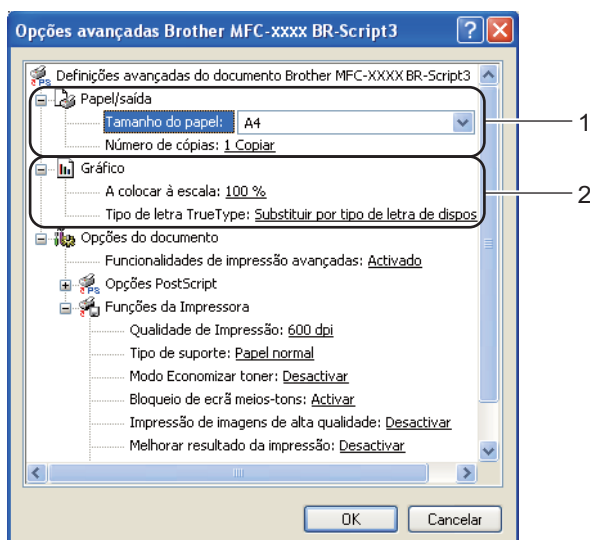 Opções avançadas Brother MFC-xxxx BR-Script3
Definições avançadas do documento Brother MFC-XXXX BR-Script3
Papel/saída
Tamanho do papel: A4
1
Número de cópias: 1 Copiar
Gráfico
A colocar à escala: 100 %
2
Tipo de letra TrueType: Substituir por tipo de letra de dispos
Opções do documento
Funcionalidades de impressão avançadas: Activado
Opções PostScript
Funções da Impressora
Qualidade de Impressão: 600 dpi
Tipo de suporte: Papel normal
Modo Economizar toner: Desactivar
Bloqueio de ecrã meios-tons: Activar
Impressão de imagens de alta qualidade: Desactivar
Melhorar resultado da impressão: Desactivar
OK Cancelar